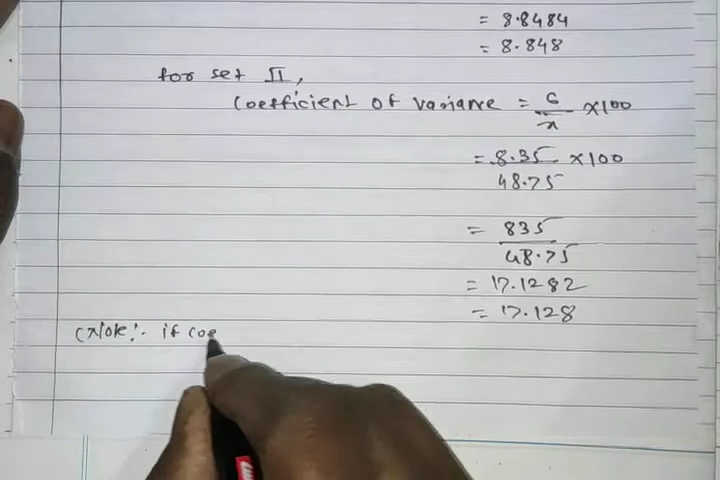 = 8.8484
= 8.848
for set II,
Coefficient of variance = σ/x̄ ×100
= 8.35/48.75 ×100
= 835/48.75
= 17.1282
= 17.128
(Note:- if coe